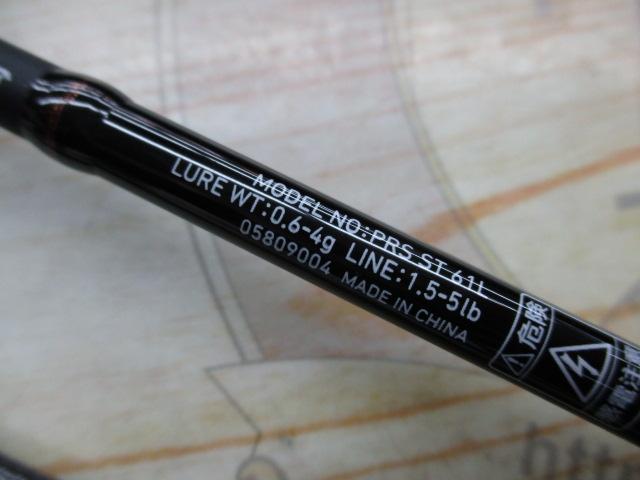 MODEL NO:PRS ST 61L
LURE WT:0.6-4g LINE:1.5-5lb
05809004 MADE IN CHINA
危険
http